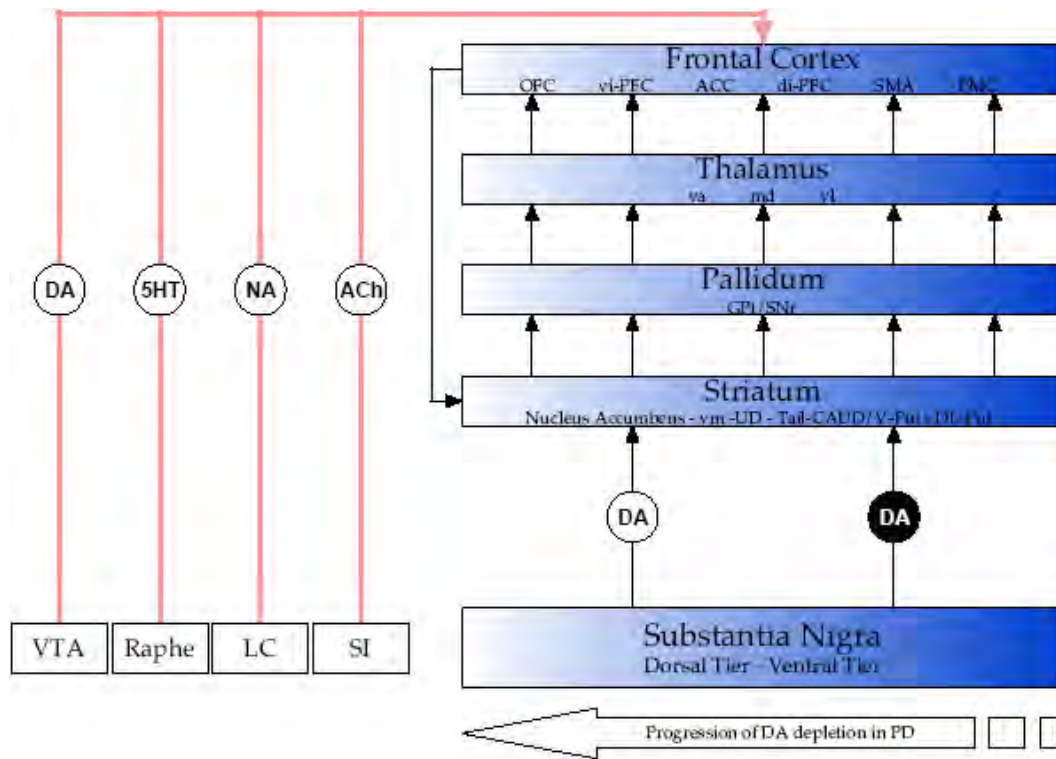 Frontal Cortex
OFC vi-PFC ACC di-PFC SMA PMC
Thalamus
va md vl
DA 5HT NA ACh
Pallidum
GPi/SNr
Striatum
Nucleus Accumbens - vm -UD - Tail-CAUD/V-Put - DL-Put
DA DA
VTA Raphe LC SI
Substantia Nigra
Dorsal Tier - Ventral Tier
Progression of DA depletion in PD